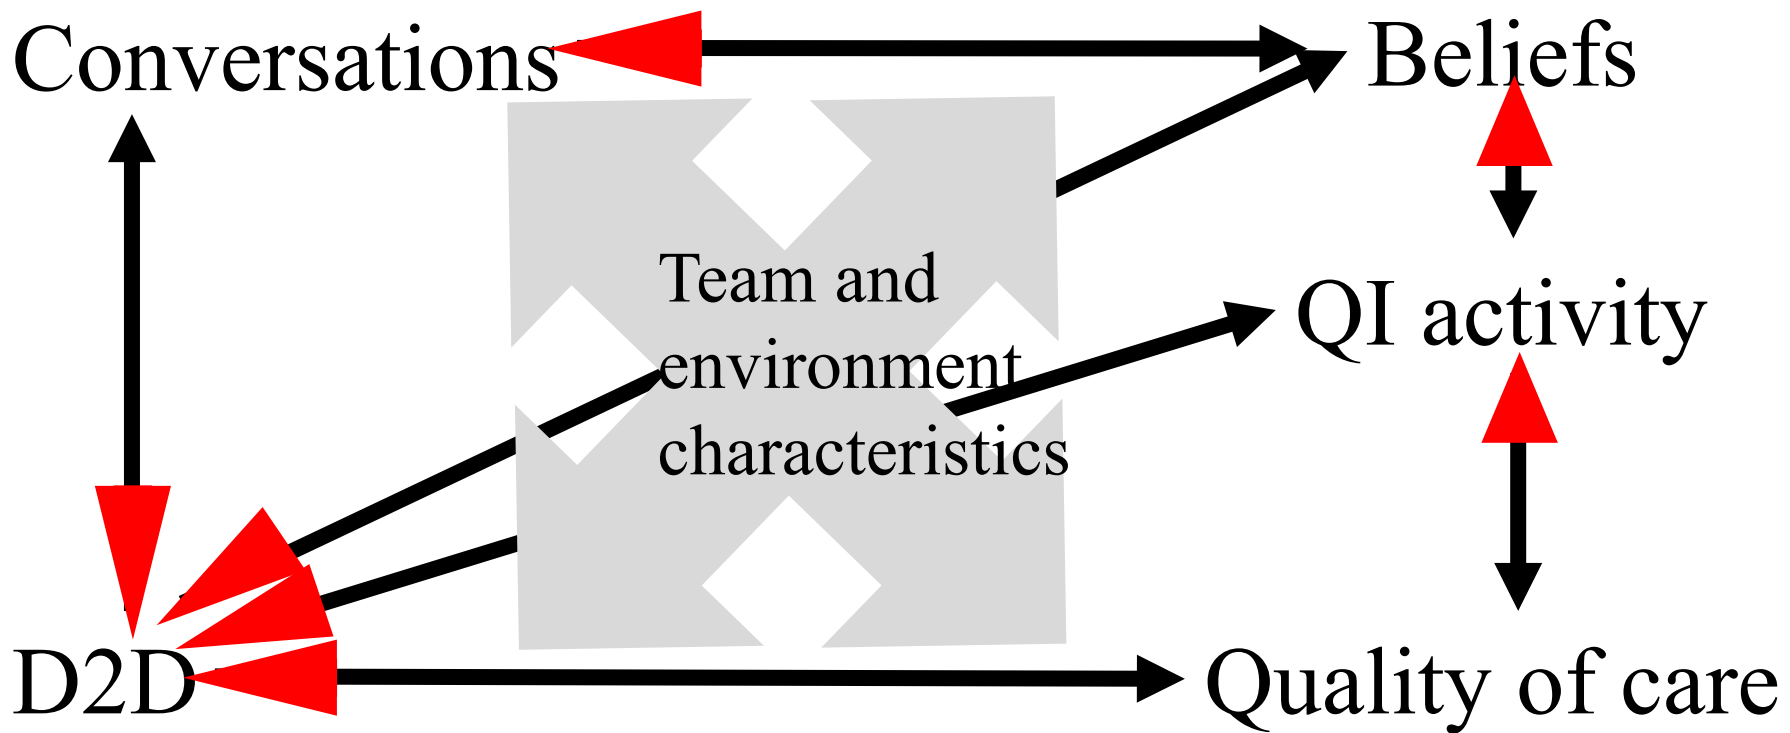 Conversations
Beliefs
Team and
environment
characteristics
QI activity
D2D
Quality of care